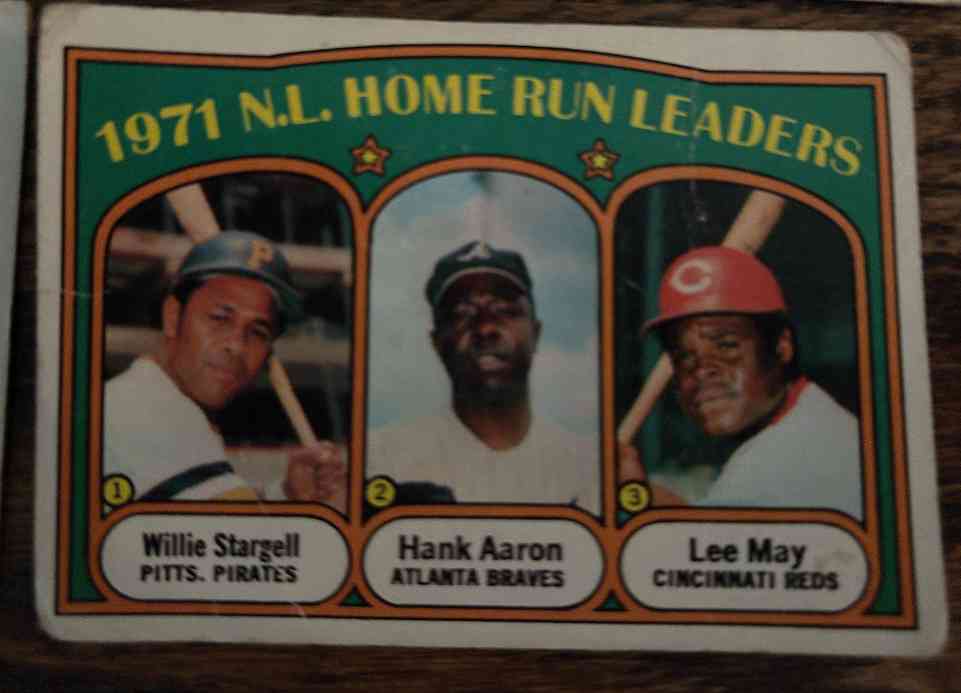 1971 N.L. HOME RUN LEADERS
P
A
C
1
2
3
Willie Stargell
PITTS. PIRATES
Hank Aaron
ATLANTA BRAVES
Lee May
CINCINNATI REDS